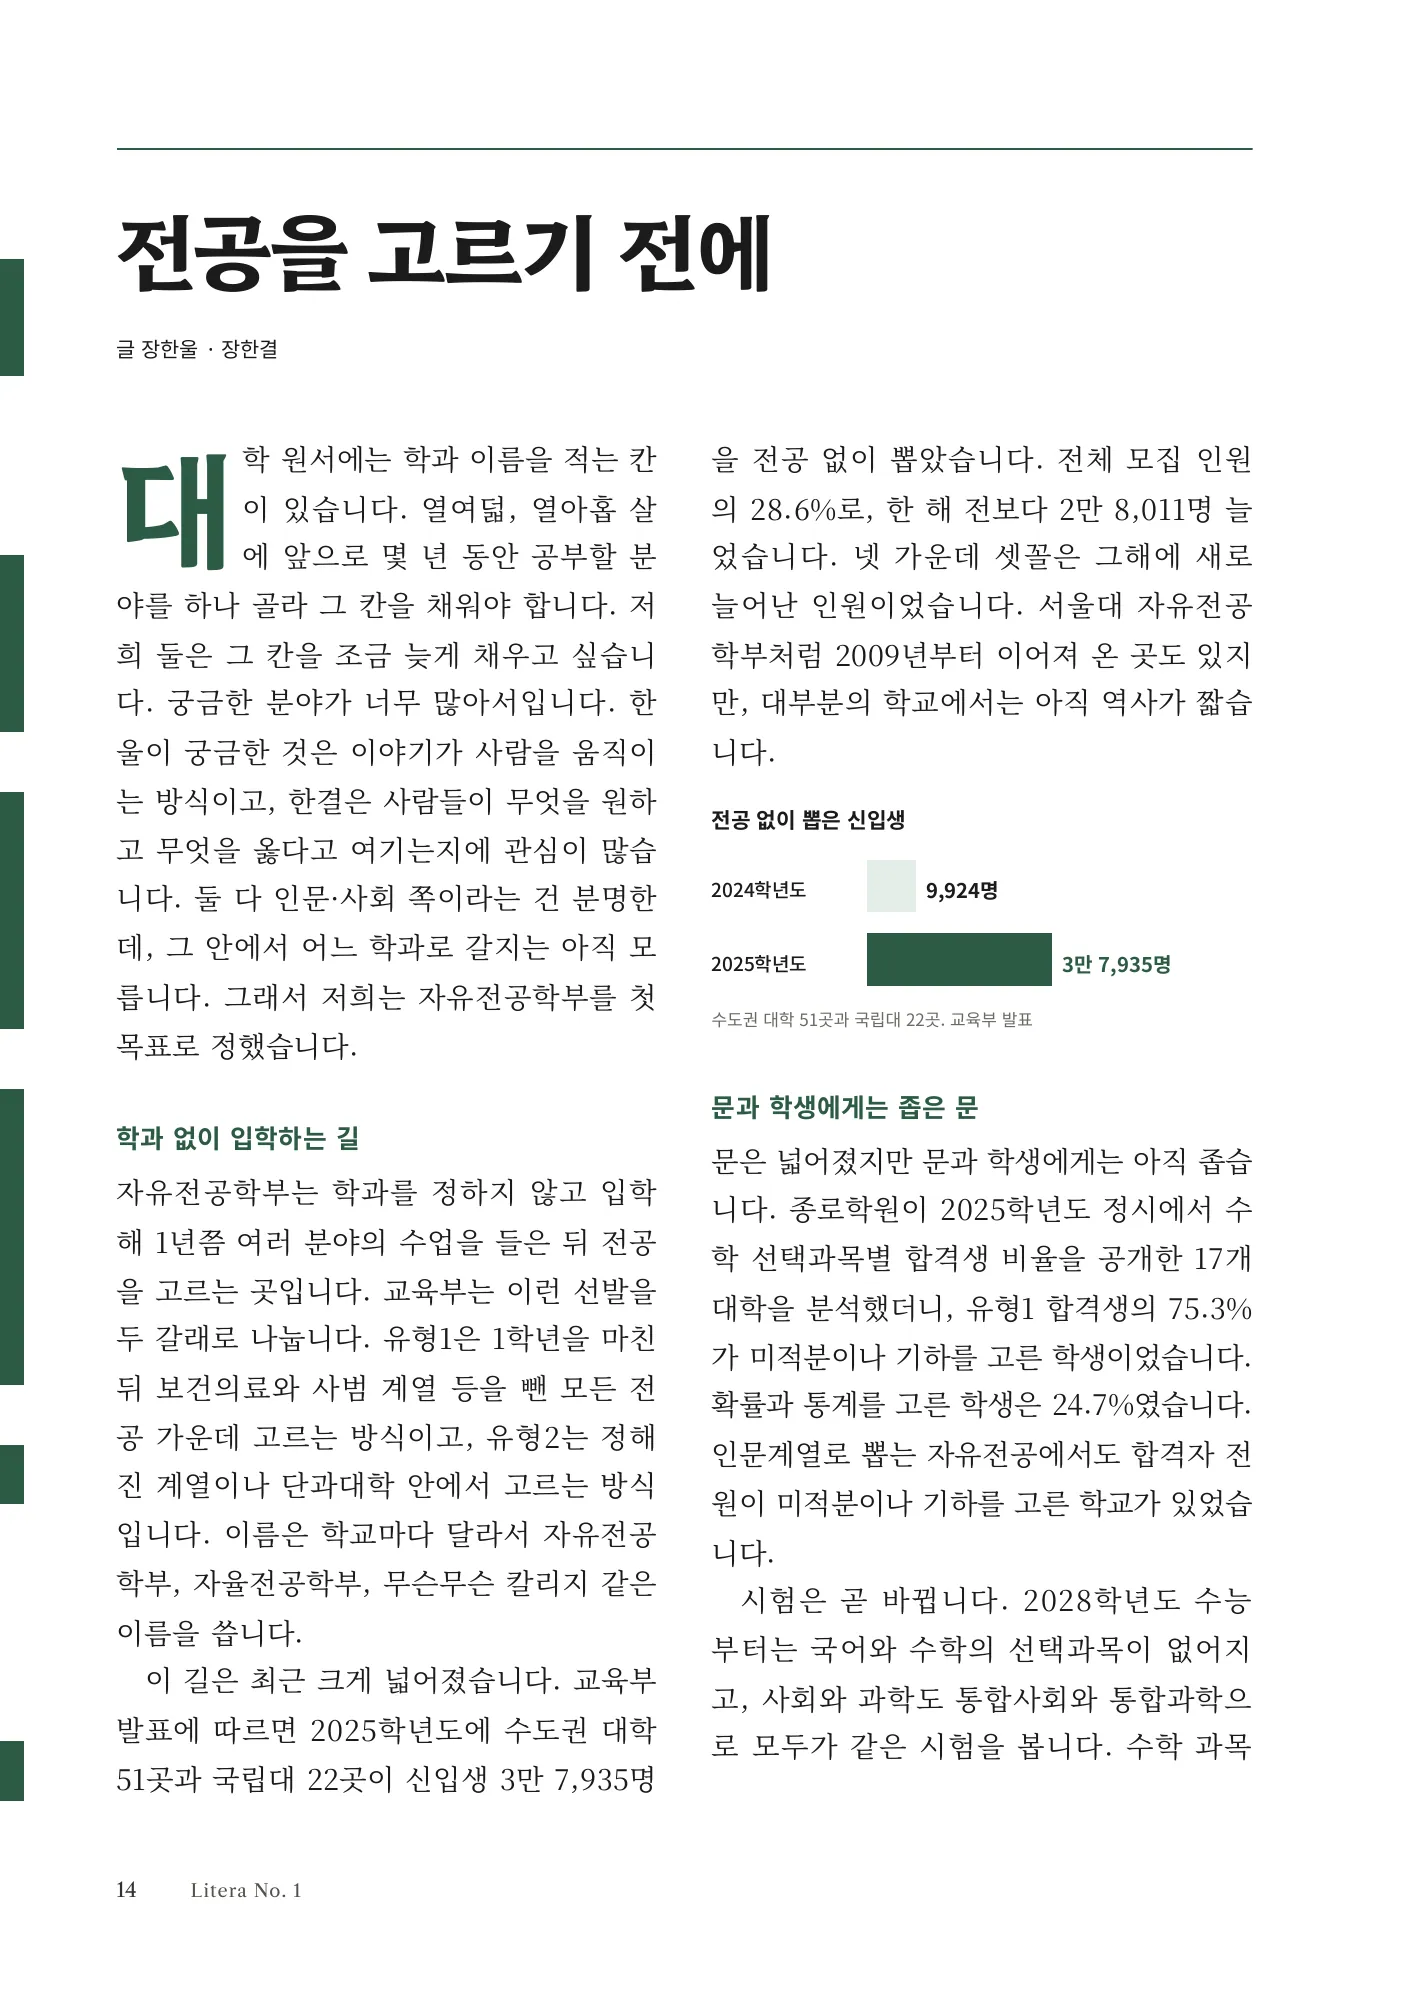 전공을 고르기 전에
글 장한울 · 장한결
대학 원서에는 학과 이름을 적는 칸
이 있습니다. 열여덟, 열아홉 살
에 앞으로 몇 년 동안 공부할 분
야를 하나 골라 그 칸을 채워야 합니다. 저
희 둘은 그 칸을 조금 늦게 채우고 싶습니
다. 궁금한 분야가 너무 많아서입니다. 한
울이 궁금한 것은 이야기가 사람을 움직이
는 방식이고, 한결은 사람들이 무엇을 원하
고 무엇을 옳다고 여기는지에 관심이 많습
니다. 둘 다 인문·사회 쪽이라는 건 분명한
데, 그 안에서 어느 학과로 갈지는 아직 모
릅니다. 그래서 저희는 자유전공학부를 첫
목표로 정했습니다.
학과 없이 입학하는 길
자유전공학부는 학과를 정하지 않고 입학
해 1년쯤 여러 분야의 수업을 들은 뒤 전공
을 고르는 곳입니다. 교육부는 이런 선발을
두 갈래로 나눕니다. 유형1은 1학년을 마친
뒤 보건의료와 사범 계열 등을 뺀 모든 전
공 가운데 고르는 방식이고, 유형2는 정해
진 계열이나 단과대학 안에서 고르는 방식
입니다. 이름은 학교마다 달라서 자유전공
학부, 자율전공학부, 무슨무슨 칼리지 같은
이름을 씁니다.
이 길은 최근 크게 넓어졌습니다. 교육부
발표에 따르면 2025학년도에 수도권 대학
51곳과 국립대 22곳이 신입생 3만 7,935명
을 전공 없이 뽑았습니다. 전체 모집 인원
의 28.6%로, 한 해 전보다 2만 8,011명 늘
었습니다. 넷 가운데 셋꼴은 그해에 새로
늘어난 인원이었습니다. 서울대 자유전공
학부처럼 2009년부터 이어져 온 곳도 있지
만, 대부분의 학교에서는 아직 역사가 짧습
니다.
전공 없이 뽑은 신입생
2024학년도 9,924명
2025학년도 3만 7,935명
수도권 대학 51곳과 국립대 22곳. 교육부 발표
문과 학생에게는 좁은 문
문은 넓어졌지만 문과 학생에게는 아직 좁습
니다. 종로학원이 2025학년도 정시에서 수
학 선택과목별 합격생 비율을 공개한 17개
대학을 분석했더니, 유형1 합격생의 75.3%
가 미적분이나 기하를 고른 학생이었습니다.
확률과 통계를 고른 학생은 24.7%였습니다.
인문계열로 뽑는 자유전공에서도 합격자 전
원이 미적분이나 기하를 고른 학교가 있었습
니다.
시험은 곧 바뀝니다. 2028학년도 수능
부터는 국어와 수학의 선택과목이 없어지
고, 사회와 과학도 통합사회와 통합과학으
로 모두가 같은 시험을 봅니다. 수학 과목
14 Litera No. 1